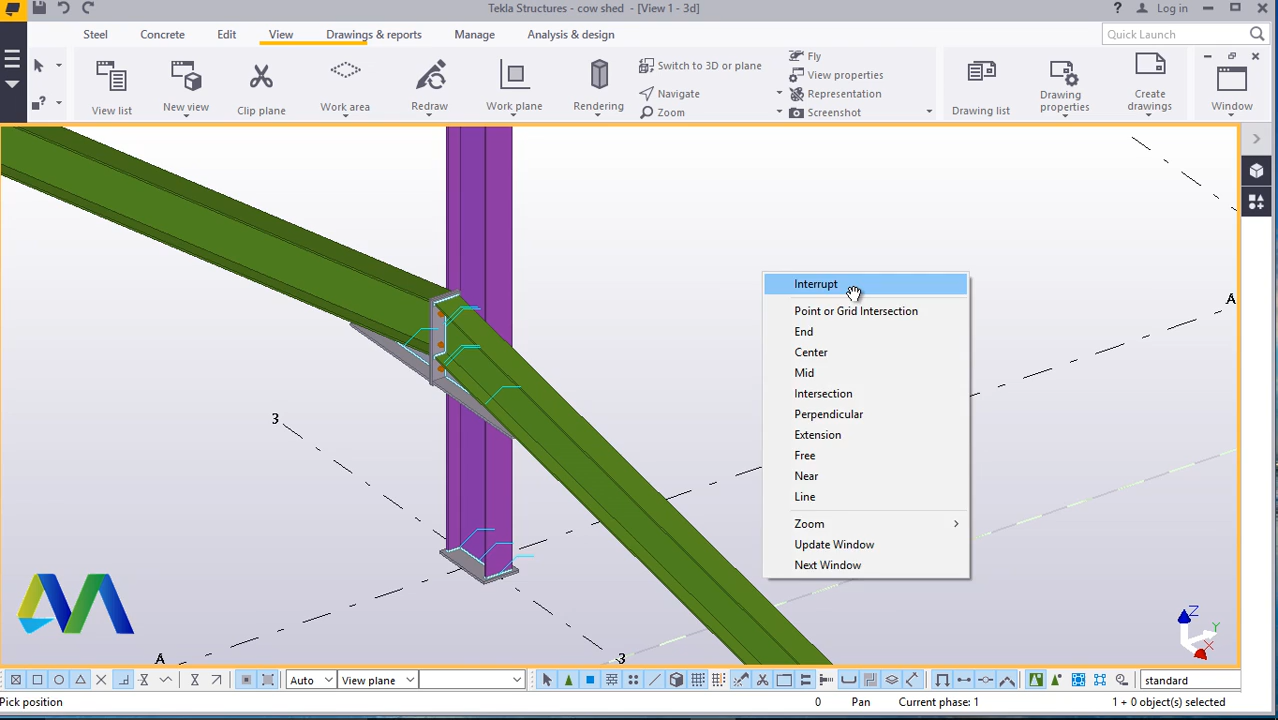 Tekla Structures - cow shed - [View 1 - 3d]
? Log in
Steel Concrete Edit View Drawings & reports Manage Analysis & design
Quick Launch
View list
New view
Clip plane
Work area
Redraw
Work plane
Rendering
Switch to 3D or plane
Navigate
Zoom
Fly
View properties
Representation
Screenshot
Drawing list
Drawing
properties
Create
drawings
Window
Interrupt
Point or Grid Intersection
End
Center
Mid
Intersection
Perpendicular
Extension
Free
Near
Line
Zoom
Update Window
Next Window
A
3
A
3
Z
Y
X
Auto View plane standard
Pick position 0 Pan Current phase: 1 1 + 0 object(s) selected